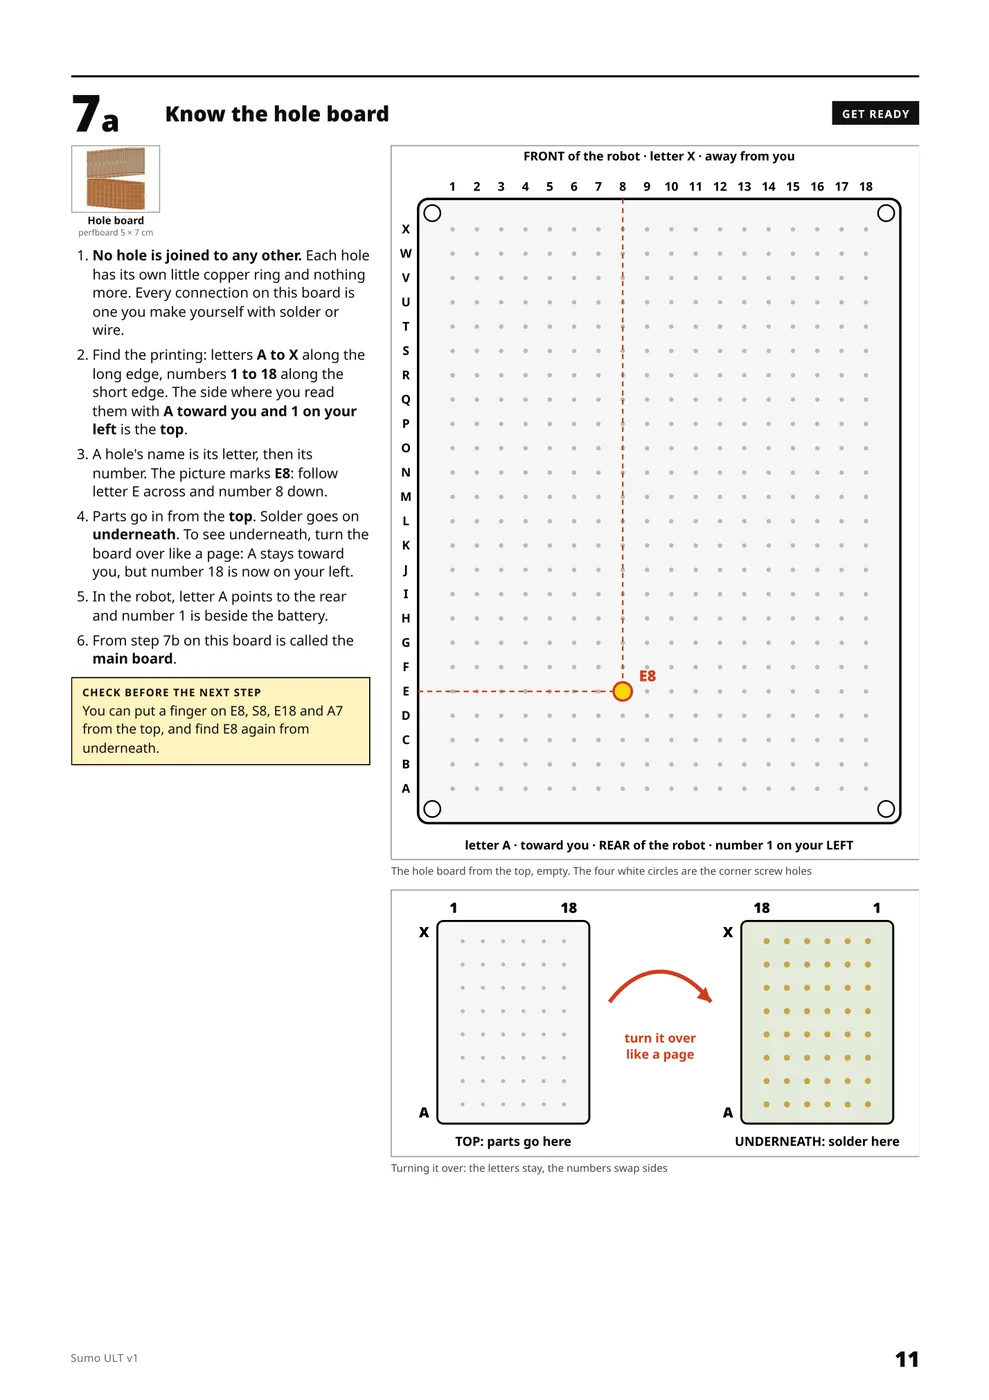 7a
Know the hole board
GET READY
Hole board
perfboard 5 × 7 cm
1. No hole is joined to any other. Each hole
has its own little copper ring and nothing
more. Every connection on this board is
one you make yourself with solder or
wire.
2. Find the printing: letters A to X along the
long edge, numbers 1 to 18 along the
short edge. The side where you read
them with A toward you and 1 on your
left is the top.
3. A hole's name is its letter, then its
number. The picture marks E8: follow
letter E across and number 8 down.
4. Parts go in from the top. Solder goes on
underneath. To see underneath, turn the
board over like a page: A stays toward
you, but number 18 is now on your left.
5. In the robot, letter A points to the rear
and number 1 is beside the battery.
6. From step 7b on this board is called the
main board.
CHECK BEFORE THE NEXT STEP
You can put a finger on E8, S8, E18 and A7
from the top, and find E8 again from
underneath.
FRONT of the robot · letter X · away from you
1 2 3 4 5 6 7 8 9 10 11 12 13 14 15 16 17 18
X
W
V
U
T
S
R
Q
P
O
N
M
L
K
J
I
H
G
F
E8
E
D
C
B
A
letter A · toward you · REAR of the robot · number 1 on your LEFT
The hole board from the top, empty. The four white circles are the corner screw holes
1 18
X
A
TOP: parts go here
turn it over
like a page
18 1
X
A
UNDERNEATH: solder here
Turning it over: the letters stay, the numbers swap sides
Sumo ULT v1
11